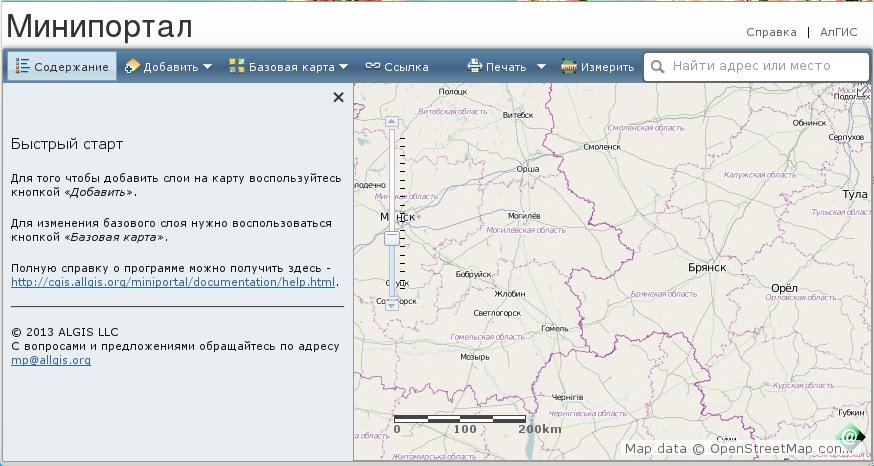 Минипортал
Справка | АлГИС
Содержание Добавить Базовая карта Ссылка Печать Измерить Найти адрес или место
Быстрый старт
Для того чтобы добавить слои на карту воспользуйтесь
кнопкой «Добавить».
Для изменения базового слоя нужно воспользоваться
кнопкой «Базовая карта».
Полную справку о программе можно получить здесь -
http://cgis.allgis.org/miniportal/documentation/help.html.
© 2013 ALGIS LLC
С вопросами и предложениями обращайтесь по адресу
mp@allgis.org
Полоцк
Витебская область
Витебск
Смоленская область
Обнинск
Серпухов
Смоленск
Орша
Калужская область
Тула
Минск
Могилёв
Тульская область
Могилёвская область
Брянск
Бобруйск
Орёл
Жлобин
Брянская область
Орловская область
Светлогорск
Гомель
Гомельская область
Мозырь
Курская область
Чернігів
Чернігівська область
Губкин
0 100 200km
Суми
Житомирська область
Map data © OpenStreetMap con...